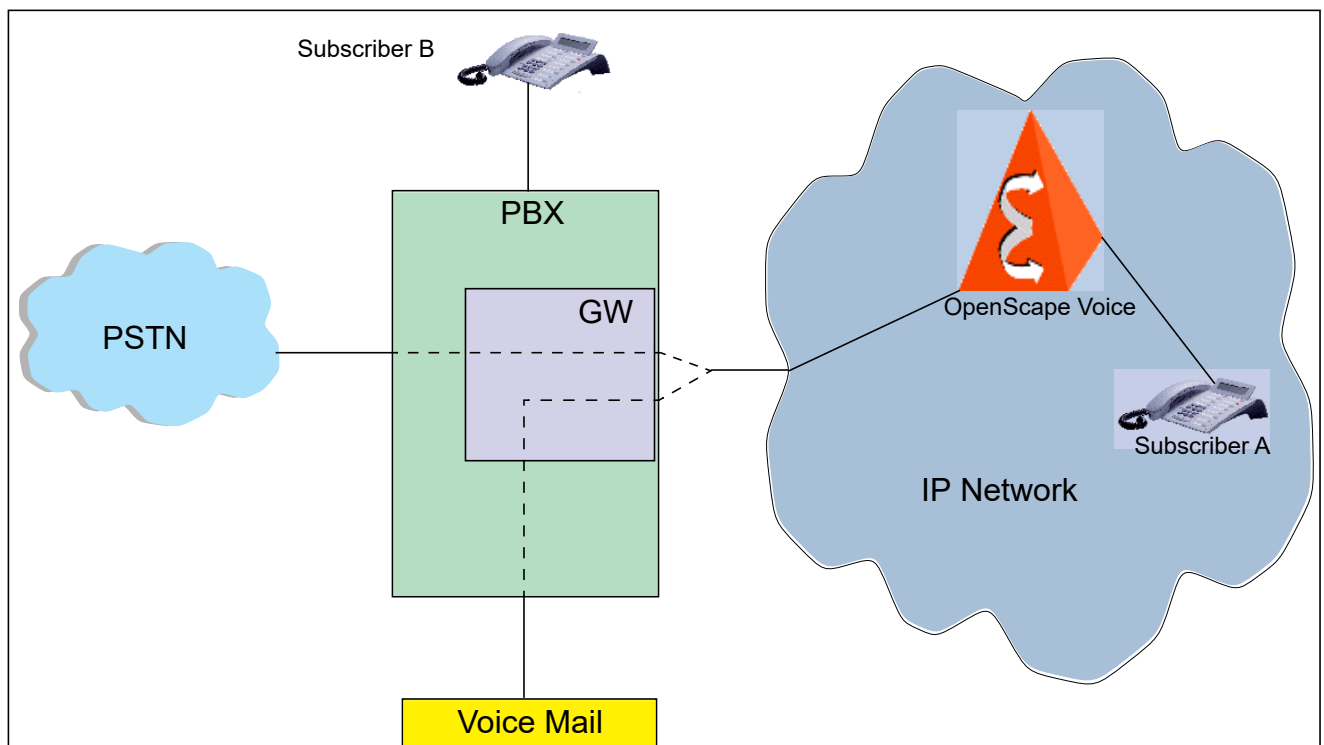 Subscriber B
PBX
GW
PSTN
OpenScape Voice
Subscriber A
IP Network
Voice Mail